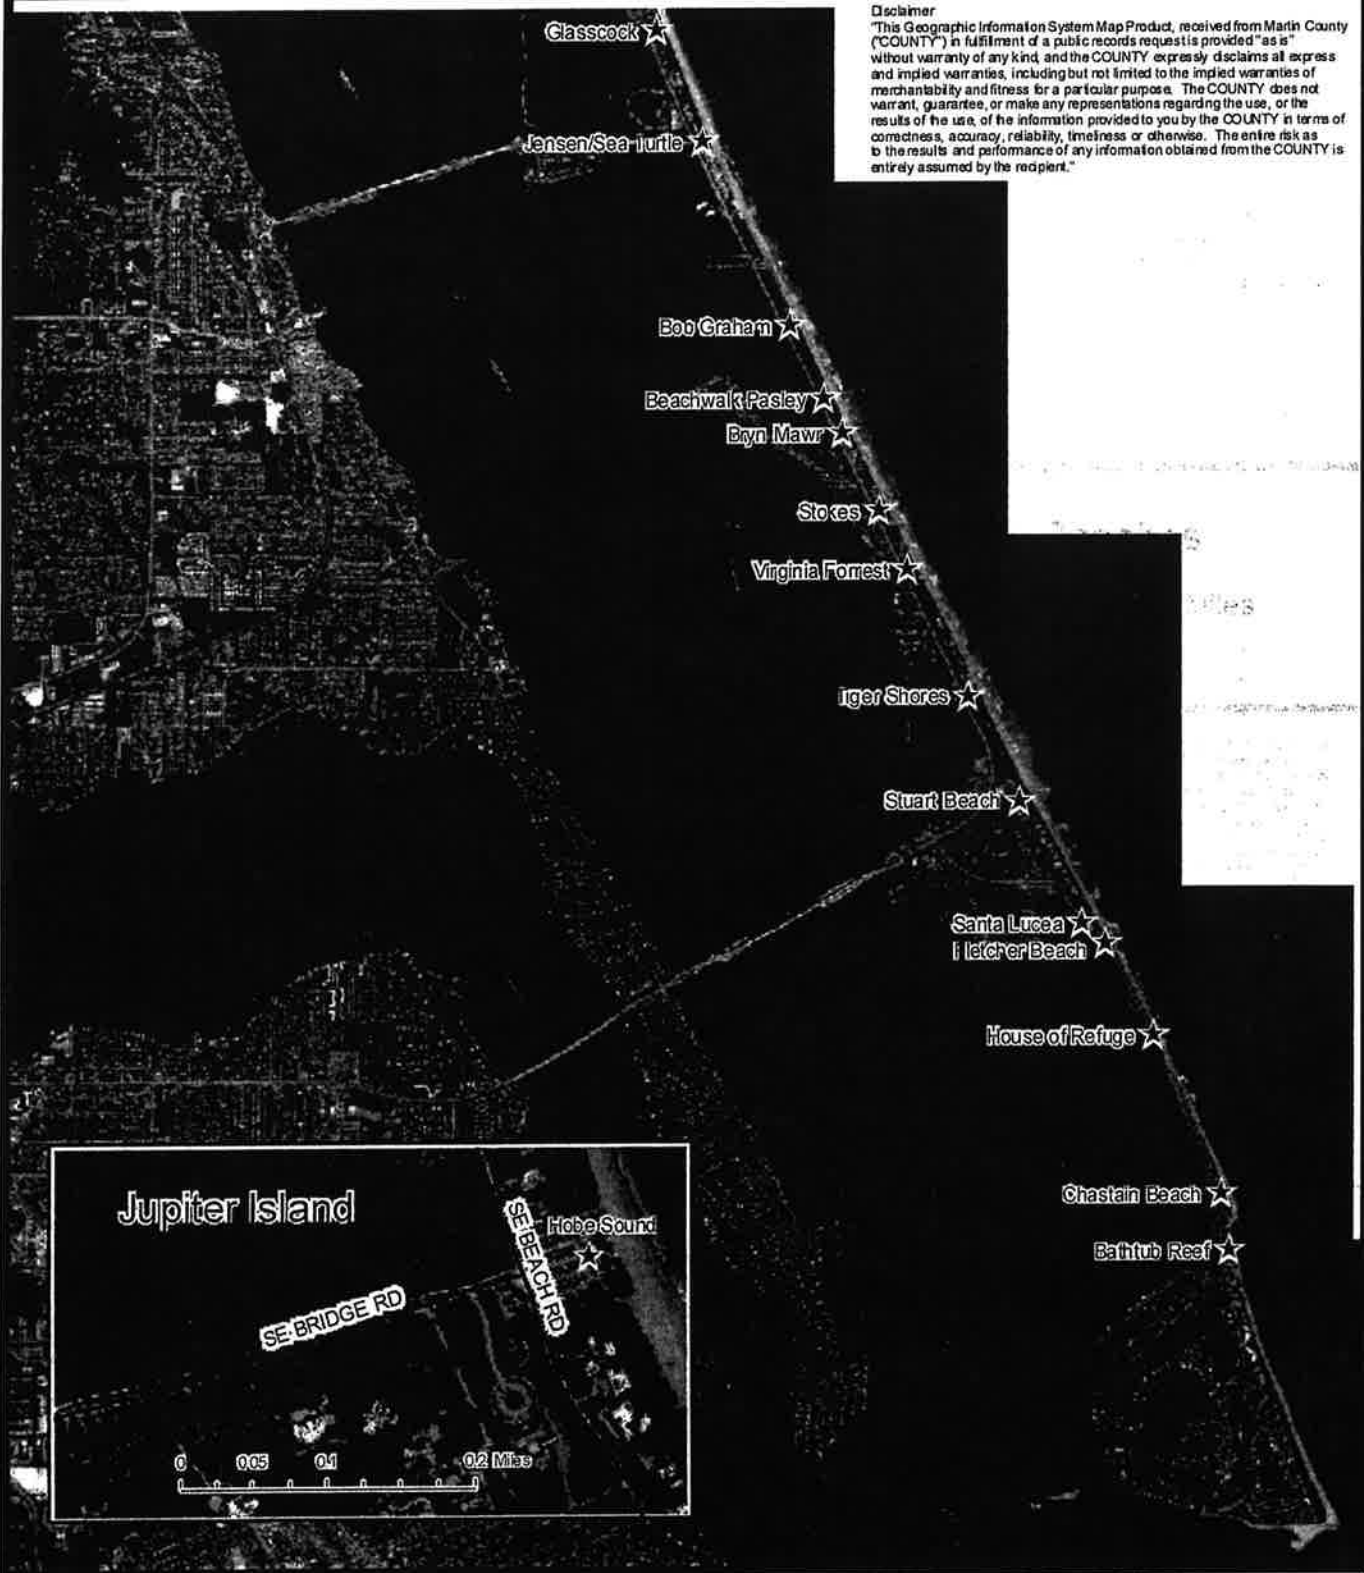 Disclaimer
"This Geographic Information System Map Product, received from Martin County
("COUNTY") in fulfillment of a public records request is provided "as is"
without warranty of any kind, and the COUNTY expressly disclaims all express
and implied warranties, including but not limited to the implied warranties of
merchantability and fitness for a particular purpose. The COUNTY does not
warrant, guarantee, or make any representations regarding the use, or the
results of the use, of the information provided to you by the COUNTY in terms of
correctness, accuracy, reliability, timeliness or otherwise. The entire risk as
to the results and performance of any information obtained from the COUNTY is
entirely assumed by the recipient."
Glasscock
Jensen/Sea Turtle
Bob Graham
Beachwalk Pasley
Bryn Mawr
Stokes
Virginia Forrest
Tiger Shores
Stuart Beach
Santa Lucea
Fletcher Beach
House of Refuge
Chastain Beach
Bathtub Reef
Jupiter Island
Hobe Sound
SE BEACH RD
SE BRIDGE RD
0 0.05 0.1 0.2 Miles